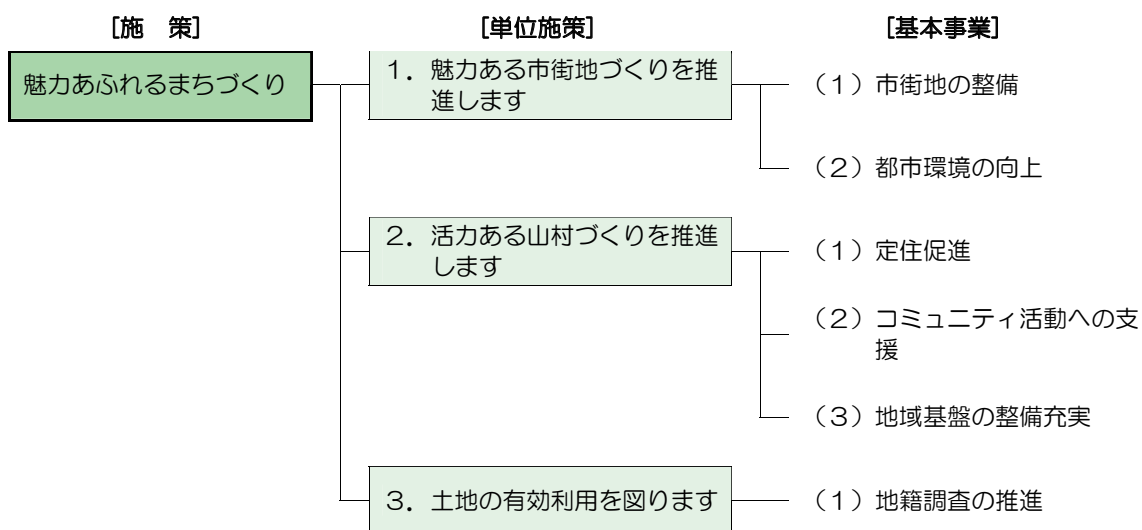 [施　策]　[単位施策]　[基本事業]
魅力あふれるまちづくり
１．魅力ある市街地づくりを推
進します
（１）市街地の整備
（２）都市環境の向上
２．活力ある山村づくりを推進
します
（１）定住促進
（２）コミュニティ活動への支
援
（３）地域基盤の整備充実
３．土地の有効利用を図ります
（１）地籍調査の推進